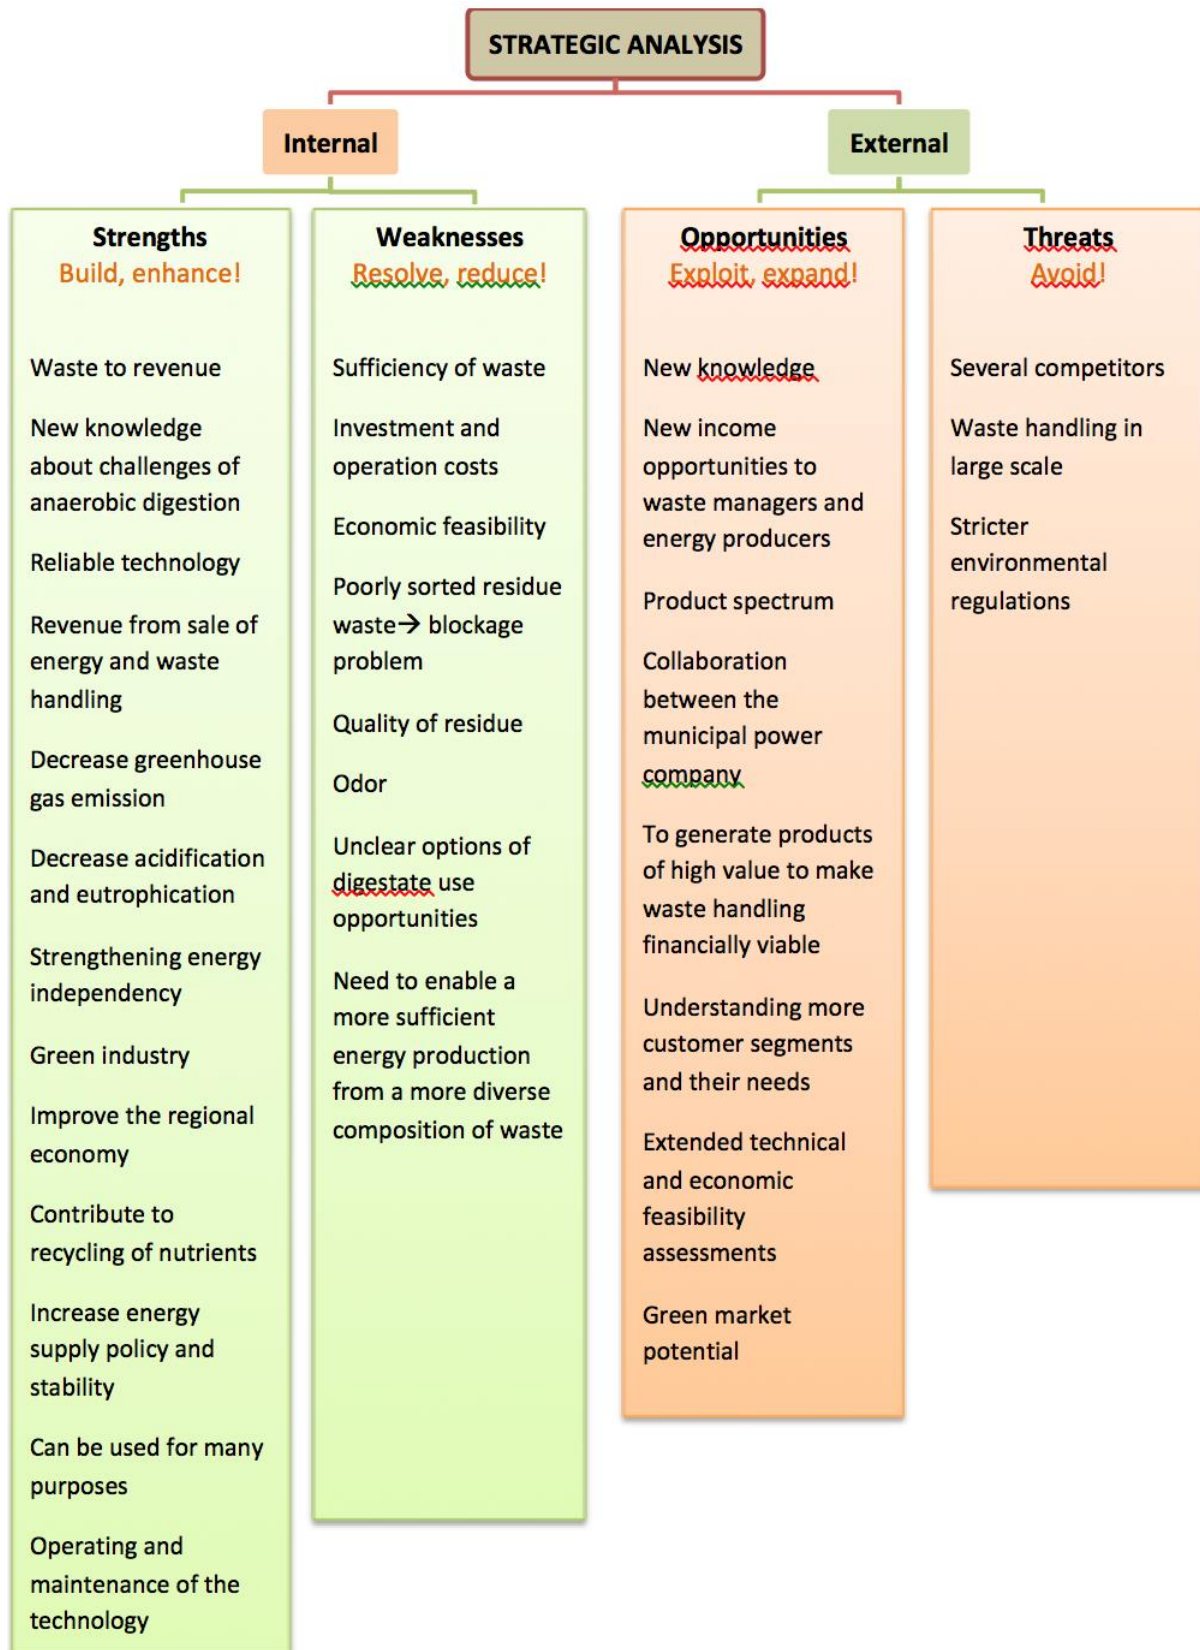 STRATEGIC ANALYSIS
Internal
External
Strengths
Build, enhance!
Waste to revenue
New knowledge
about challenges of
anaerobic digestion
Reliable technology
Revenue from sale of
energy and waste
handling
Decrease greenhouse
gas emission
Decrease acidification
and eutrophication
Strengthening energy
independency
Green industry
Improve the regional
economy
Contribute to
recycling of nutrients
Increase energy
supply policy and
stability
Can be used for many
purposes
Operating and
maintenance of the
technology
Weaknesses
Resolve, reduce!
Sufficiency of waste
Investment and
operation costs
Economic feasibility
Poorly sorted residue
waste→ blockage
problem
Quality of residue
Odor
Unclear options of
digestate use
opportunities
Need to enable a
more sufficient
energy production
from a more diverse
composition of waste
Opportunities
Exploit, expand!
New knowledge
New income
opportunities to
waste managers and
energy producers
Product spectrum
Collaboration
between the
municipal power
company
To generate products
of high value to make
waste handling
financially viable
Understanding more
customer segments
and their needs
Extended technical
and economic
feasibility
assessments
Green market
potential
Threats
Avoid!
Several competitors
Waste handling in
large scale
Stricter
environmental
regulations